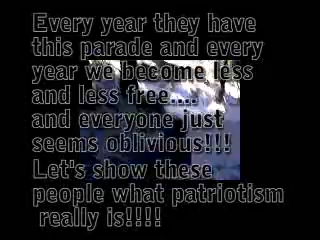 Every year they have
this parade and every
year we become less
and less free....
and everyone just
seems oblivious!!!
Let's show these
people what patriotism
really is!!!!